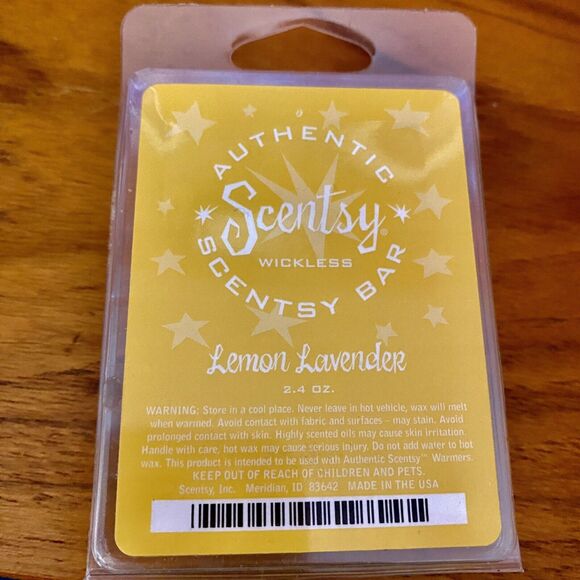 AUTHENTIC
Scentsy®
WICKLESS
SCENTSY BAR
Lemon Lavender
2.4 OZ.
WARNING: Store in a cool place. Never leave in hot vehicle, wax will melt
when warmed. Avoid contact with fabric and surfaces – may stain. Avoid
prolonged contact with skin. Highly scented oils may cause skin irritation.
Handle with care, hot wax may cause serious injury. Do not add water to hot
wax. This product is intended to be used with Authentic Scentsy™ Warmers.
KEEP OUT OF REACH OF CHILDREN AND PETS.
Scentsy, Inc. Meridian, ID 83642 MADE IN THE USA